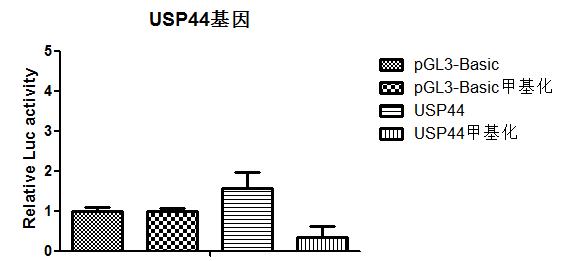 USP44基因
Relative Luc activity
5
4
3
2
1
0
pGL3-Basic
pGL3-Basic甲基化
USP44
USP44甲基化